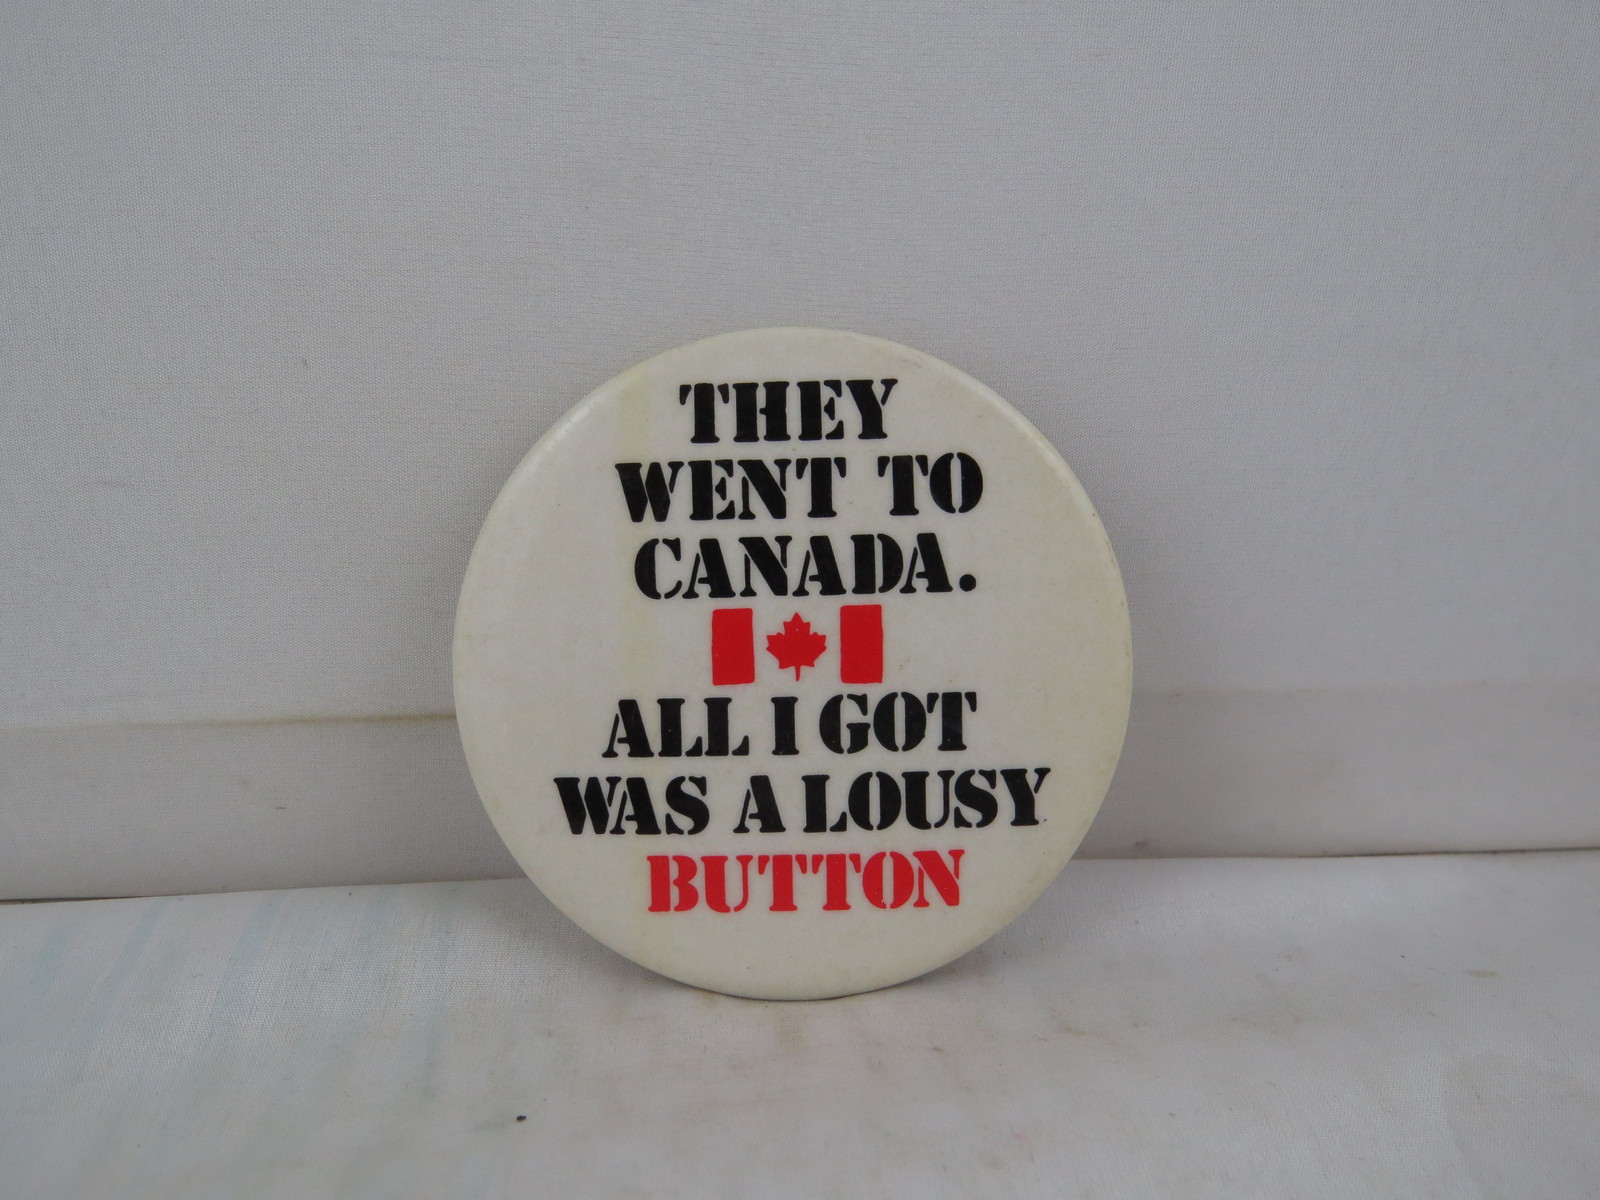 THEY
WENT TO
CANADA.
ALL I GOT
WAS A LOUSY
BUTTON